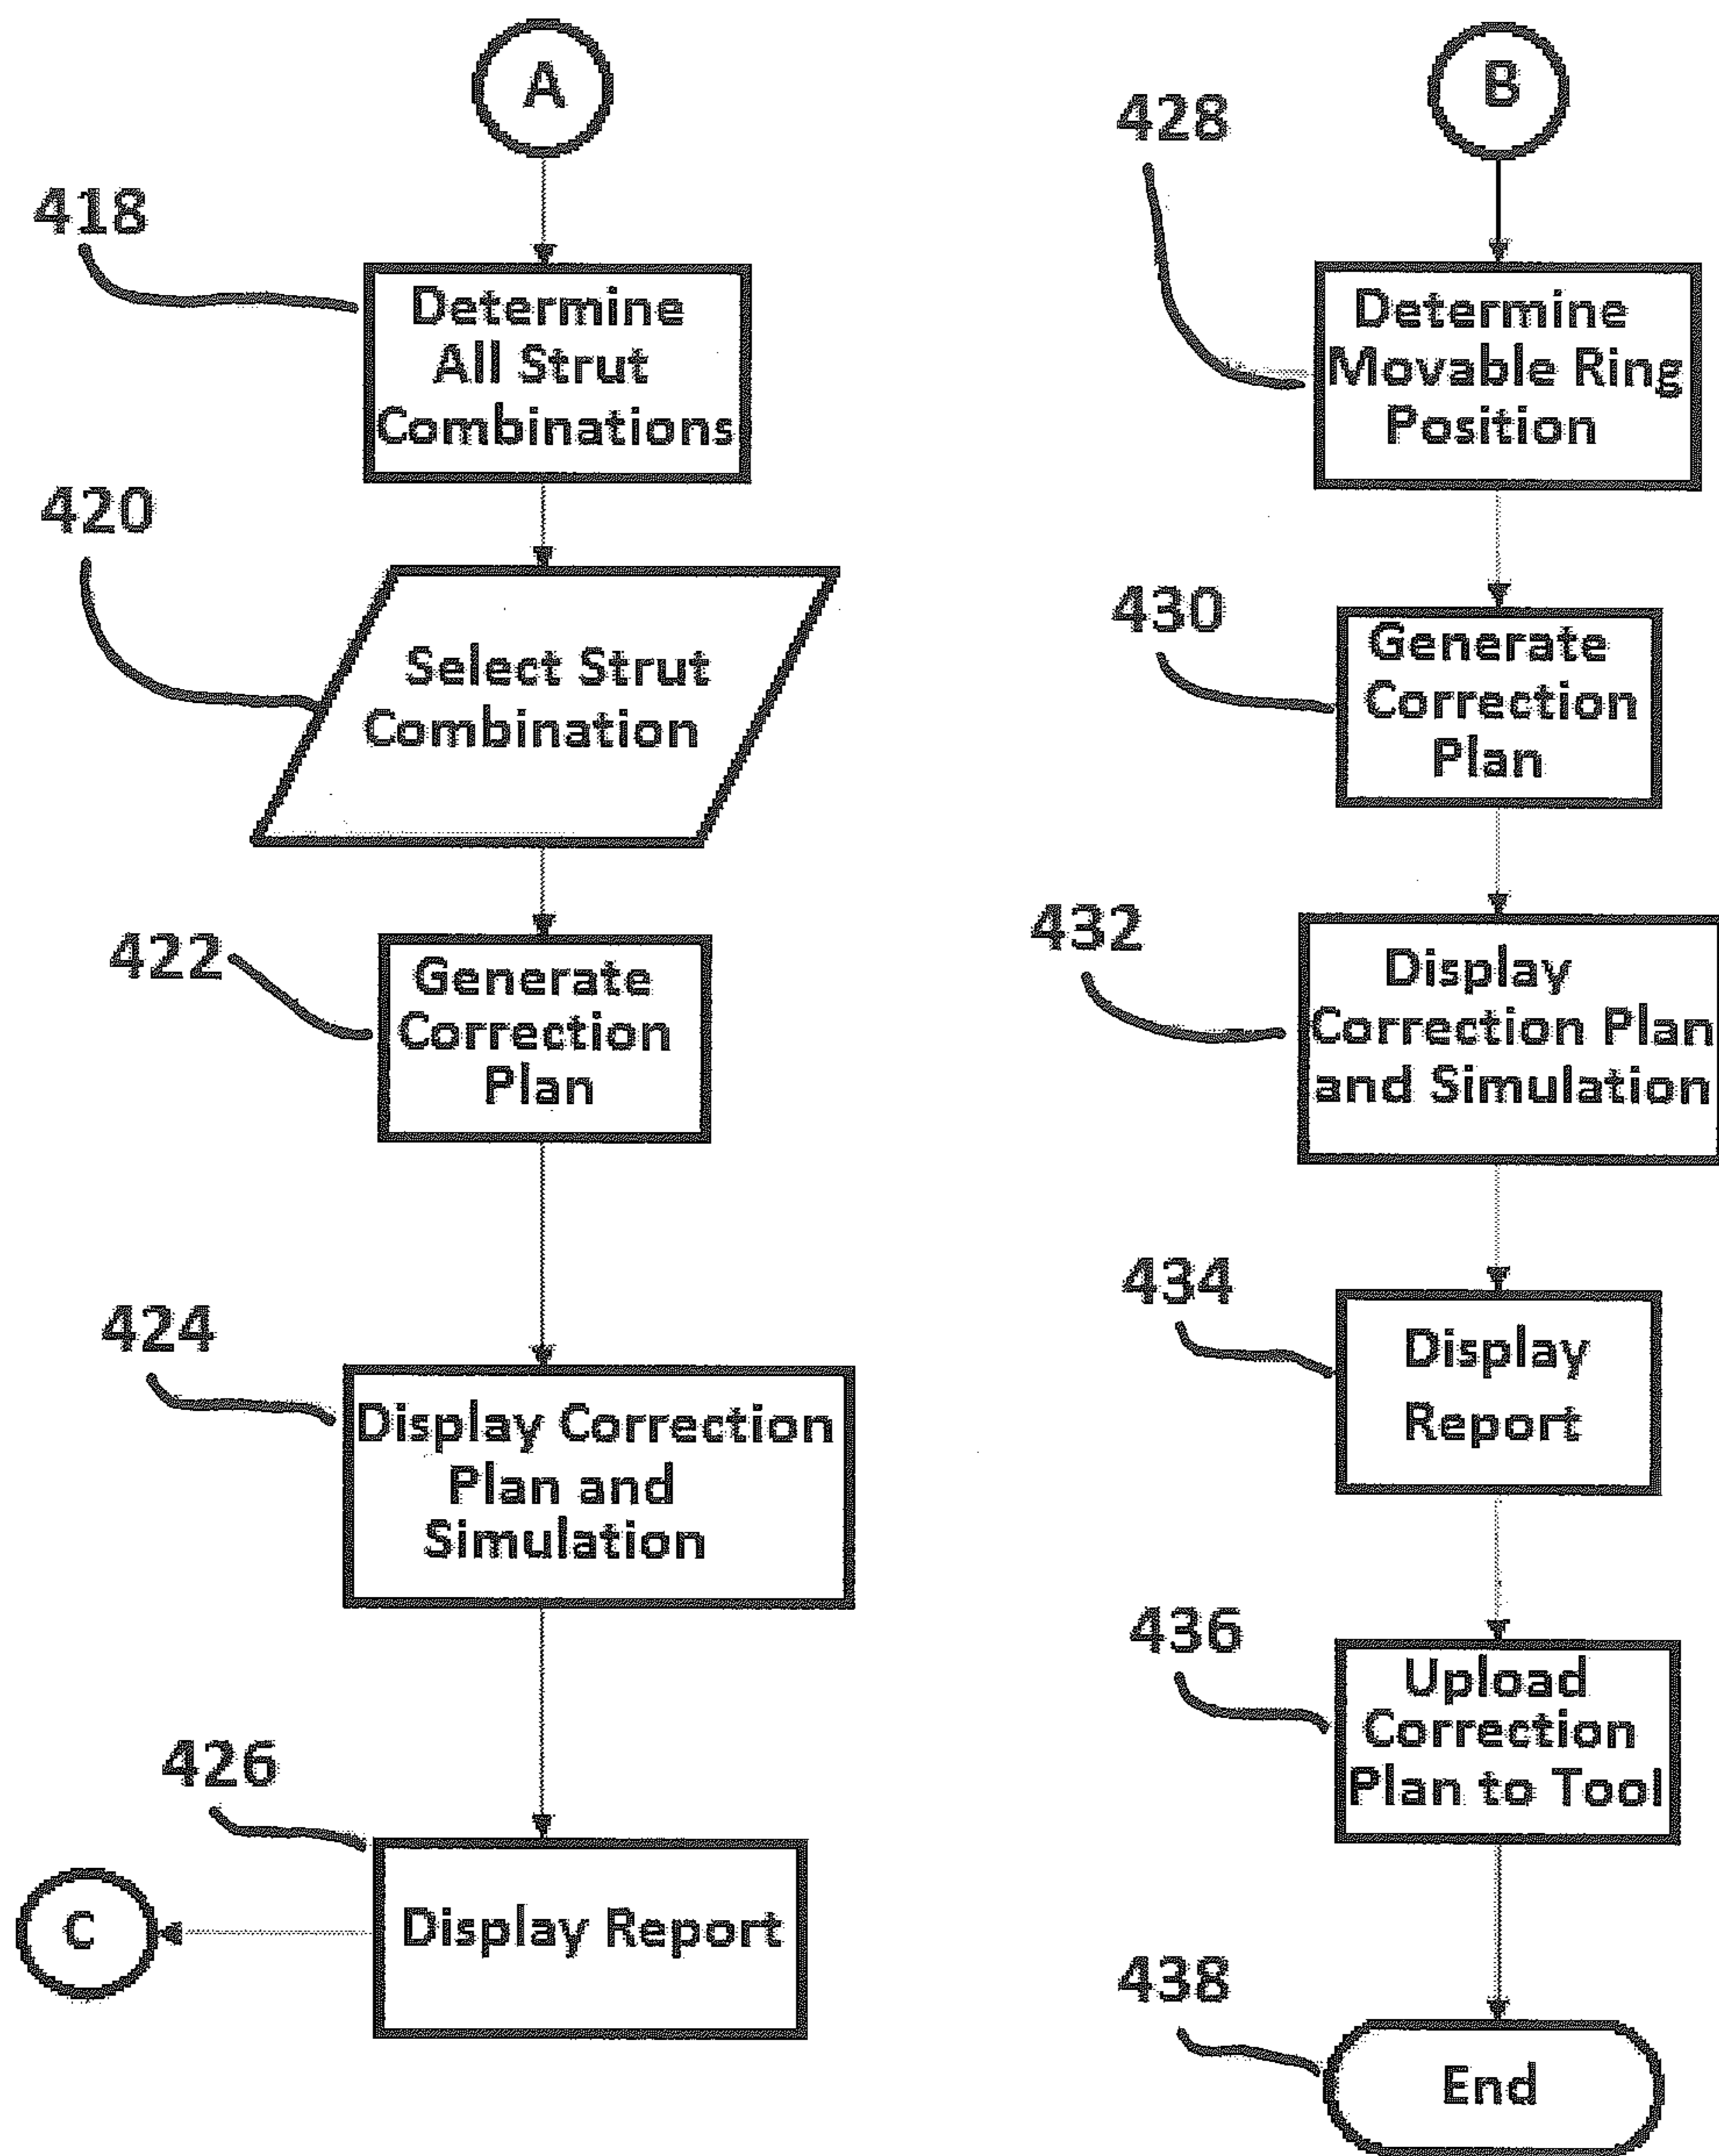 A
418
Determine
All Strut
Combinations
420
Select Strut
Combination
422
Generate
Correction
Plan
424
Display Correction
Plan and
Simulation
426
Display Report
C
B
428
Determine
Movable Ring
Position
430
Generate
Correction
Plan
432
Display
Correction Plan
and Simulation
434
Display
Report
436
Upload
Correction
Plan to Tool
438
End